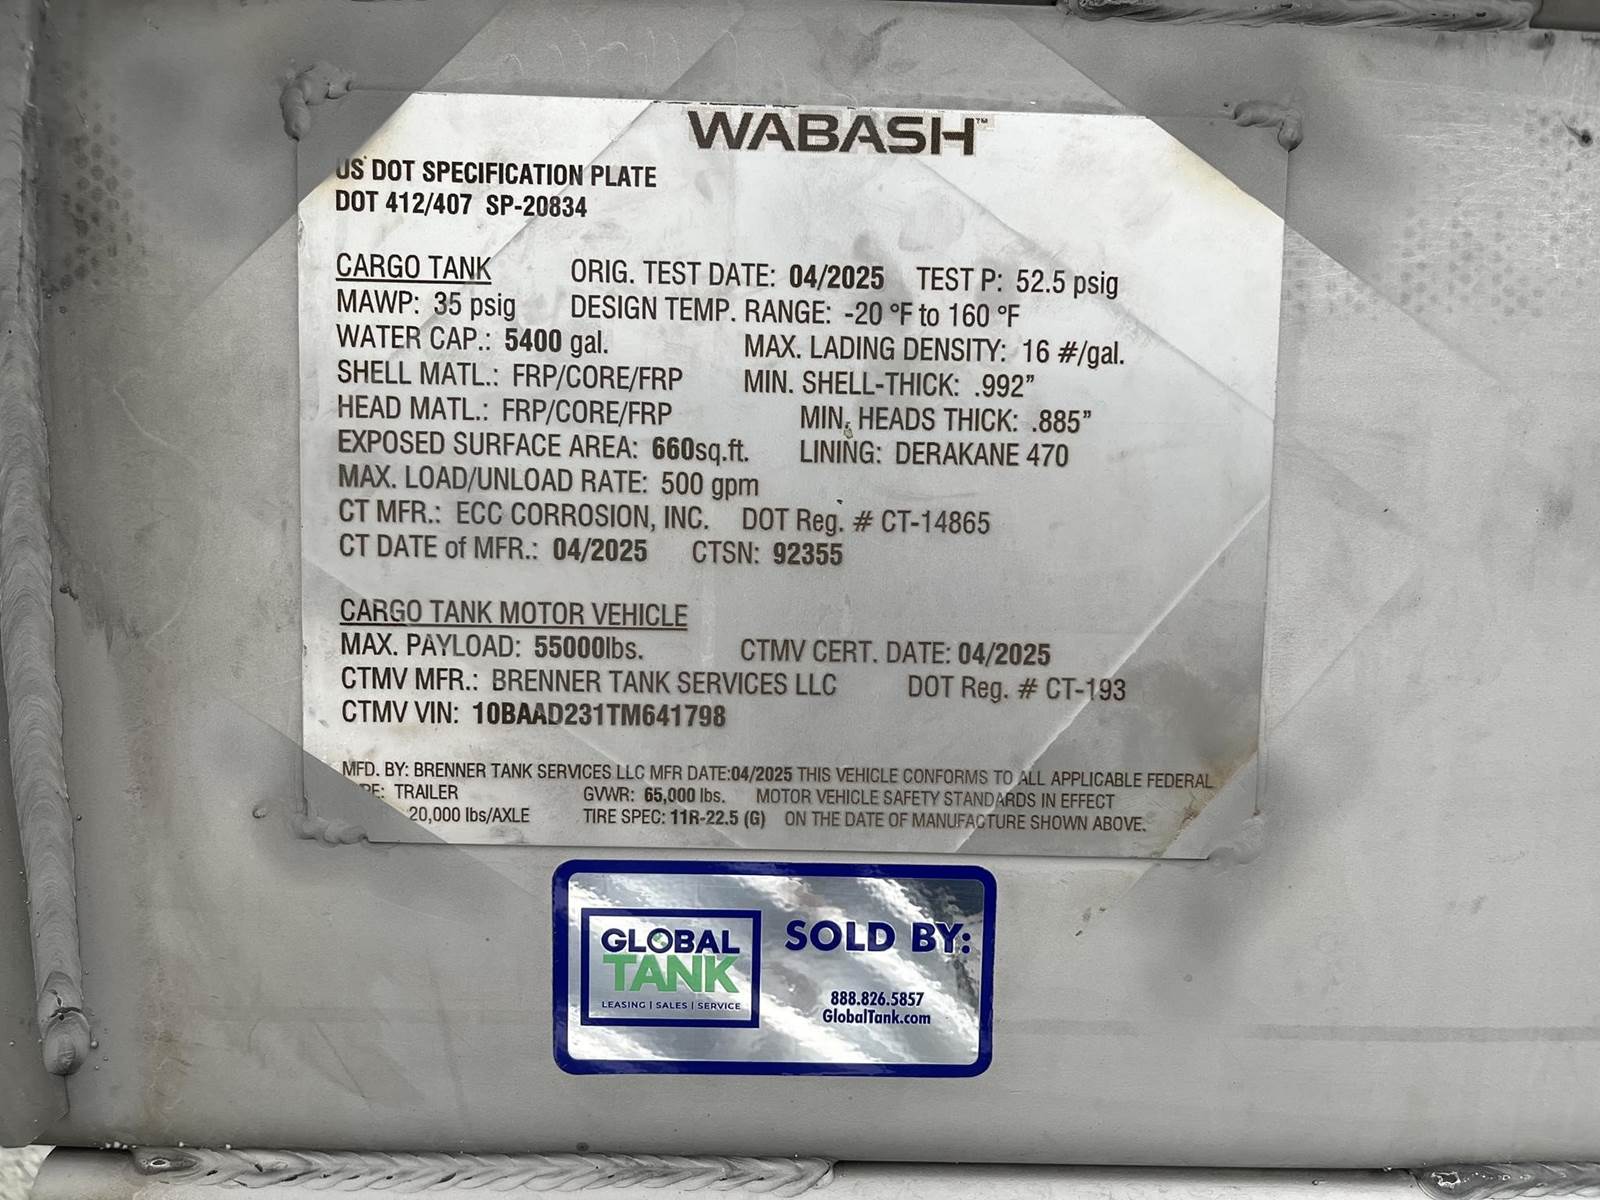 WABASH™
US DOT SPECIFICATION PLATE
DOT 412/407 SP-20834
CARGO TANK ORIG. TEST DATE: 04/2025 TEST P: 52.5 psig
MAWP: 35 psig DESIGN TEMP. RANGE: -20 °F to 160 °F
WATER CAP.: 5400 gal. MAX. LADING DENSITY: 16 #/gal.
SHELL MATL.: FRP/CORE/FRP MIN. SHELL-THICK: .992”
HEAD MATL.: FRP/CORE/FRP MIN. HEADS THICK: .885”
EXPOSED SURFACE AREA: 660sq.ft. LINING: DERAKANE 470
MAX. LOAD/UNLOAD RATE: 500 gpm
CT MFR.: ECC CORROSION, INC. DOT Reg. # CT-14865
CT DATE of MFR.: 04/2025 CTSN: 92355
CARGO TANK MOTOR VEHICLE
MAX. PAYLOAD: 55000lbs. CTMV CERT. DATE: 04/2025
CTMV MFR.: BRENNER TANK SERVICES LLC DOT Reg. # CT-193
CTMV VIN: 10BAAD231TM641798
MFD. BY: BRENNER TANK SERVICES LLC MFR DATE:04/2025 THIS VEHICLE CONFORMS TO ALL APPLICABLE FEDERAL
TRAILER GVWR: 65,000 lbs. MOTOR VEHICLE SAFETY STANDARDS IN EFFECT
20,000 lbs/AXLE TIRE SPEC: 11R-22.5 (G) ON THE DATE OF MANUFACTURE SHOWN ABOVE.
GLOBAL
TANK
LEASING | SALES | SERVICE
SOLD BY:
888.826.5857
GlobalTank.com